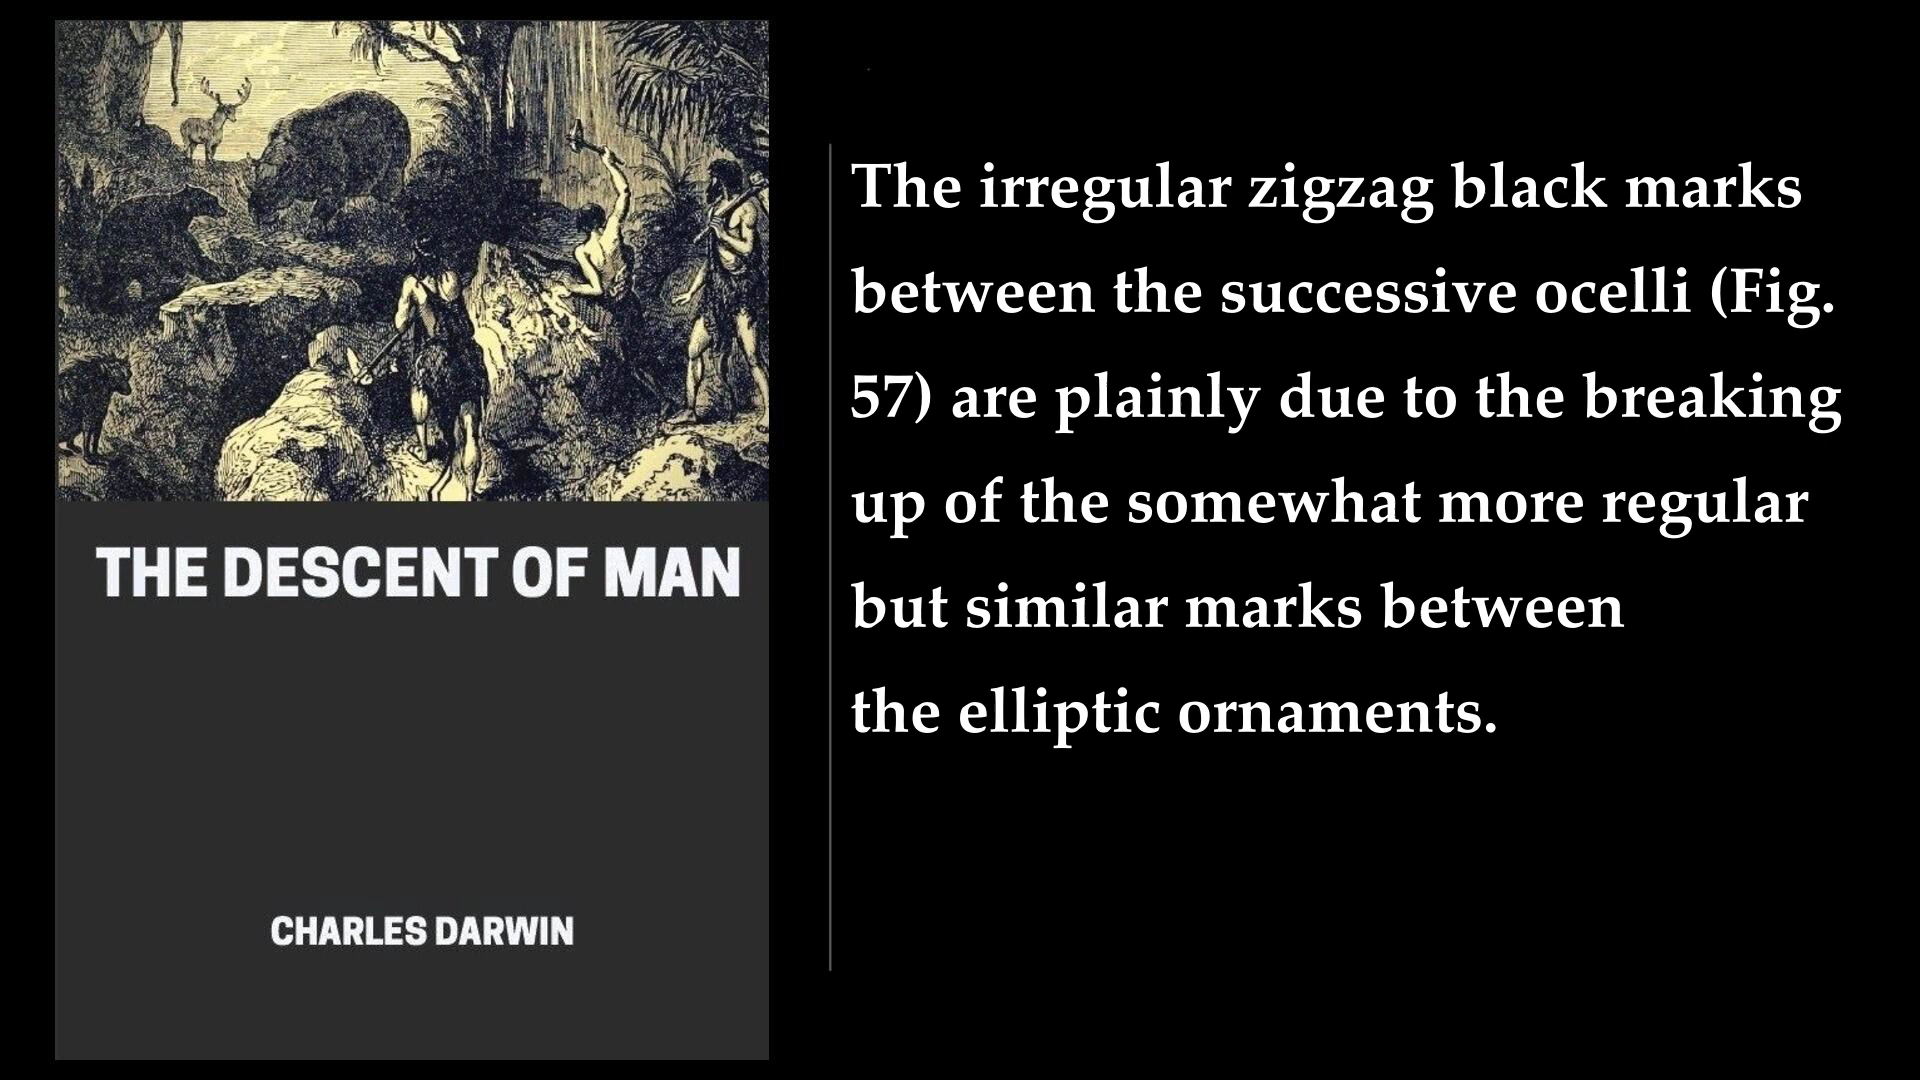 THE DESCENT OF MAN
CHARLES DARWIN
The irregular zigzag black marks
between the successive ocelli (Fig.
57) are plainly due to the breaking
up of the somewhat more regular
but similar marks between
the elliptic ornaments.